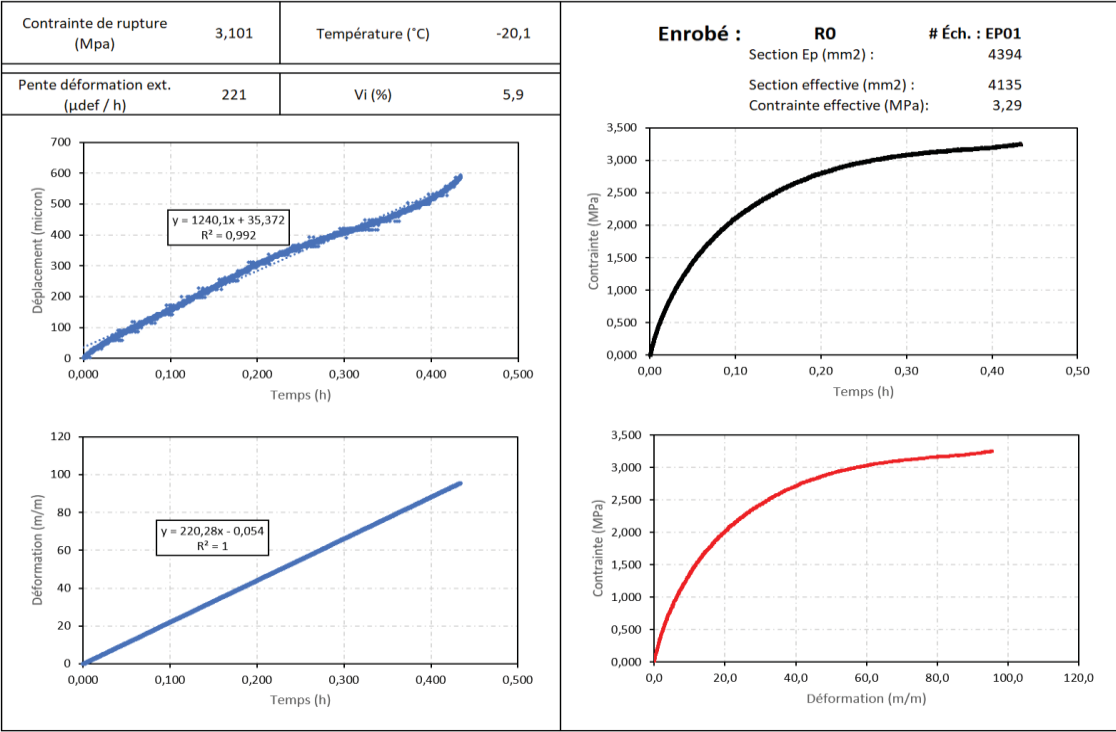 Contrainte de rupture
(Mpa)
3,101
Température (˚C)
-20,1
Pente déformation ext.
(µdef / h)
221
Vi (%)
5,9
Enrobé :
R0
# Éch. : EP01
Section Ep (mm2) :
4394
Section effective (mm2) :
4135
Contrainte effective (MPa):
3,29
700
600
500
400
300
200
100
0
Déplacement (micron)
y = 1240,1x + 35,372
R² = 0,992
0,000
0,100
0,200
0,300
0,400
0,500
Temps (h)
3,500
3,000
2,500
2,000
1,500
1,000
0,500
0,000
Contrainte (MPa)
0,00
0,10
0,20
0,30
0,40
0,50
Temps (h)
120
100
80
60
40
20
0
Déformation (m/m)
y = 220,28x - 0,054
R² = 1
0,000
0,100
0,200
0,300
0,400
0,500
Temps (h)
3,500
3,000
2,500
2,000
1,500
1,000
0,500
0,000
Contrainte (MPa)
0,0
20,0
40,0
60,0
80,0
100,0
120,0
Déformation (m/m)